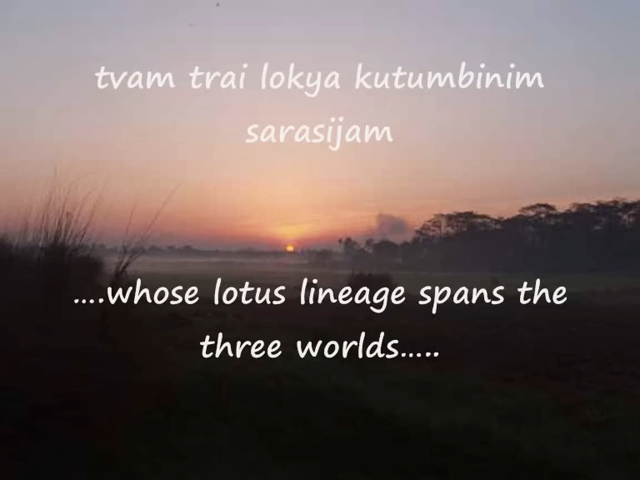 tvam trai lokya kutumbinim
sarasijam
....whose lotus lineage spans the
three worlds.....